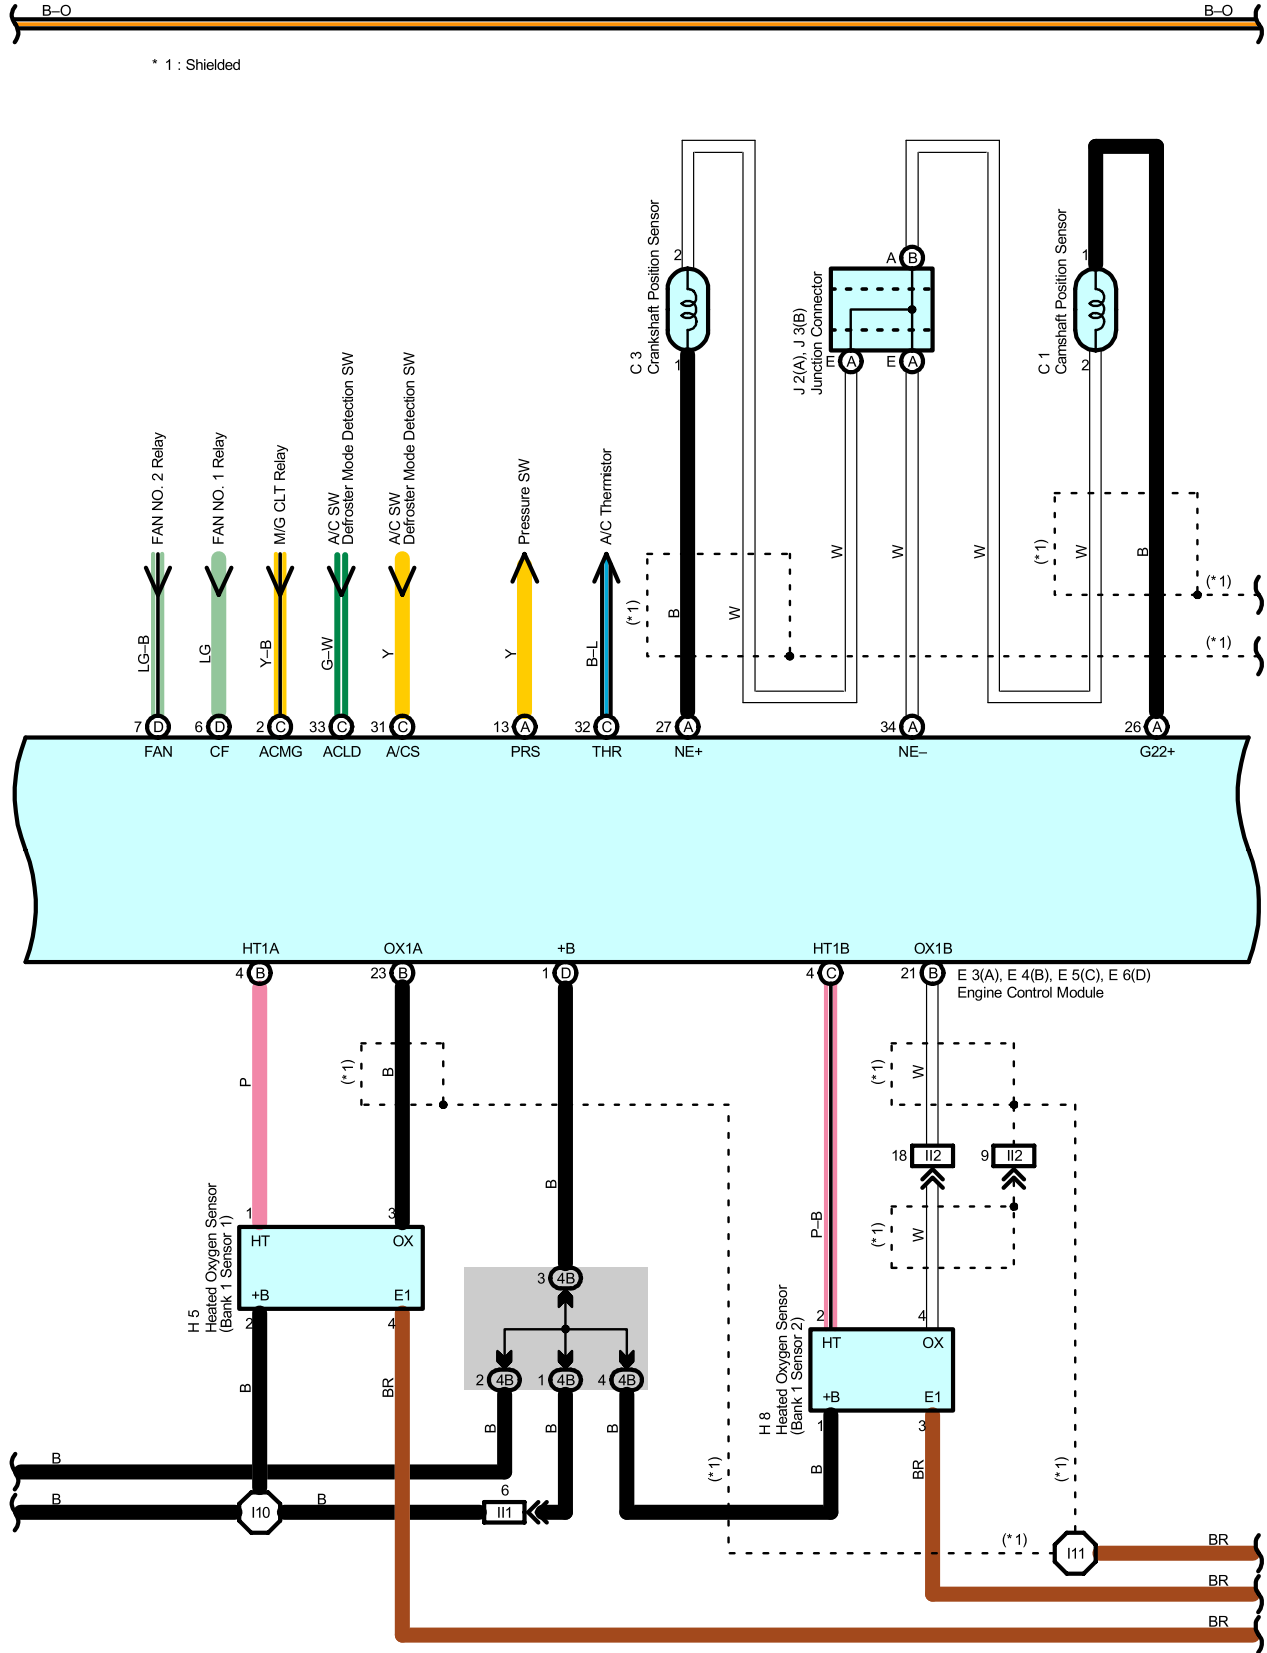 B–O
B–O
* 1 : Shielded
C 3
Crankshaft Position Sensor
2
1
J 2(A), J 3(B)
Junction Connector
A B
E A
E A
C 1
Camshaft Position Sensor
1
2
FAN NO. 2 Relay
FAN NO. 1 Relay
M/G CLT Relay
A/C SW
Defroster Mode Detection SW
A/C SW
Defroster Mode Detection SW
Pressure SW
A/C Thermistor
LG–B
LG
Y–B
G–W
Y
Y
B–L
(*1)
B
W
W
W
W
(*1)
W
B
(*1)
(*1)
7 D
6 D
2 C
33 C
31 C
13 A
32 C
27 A
34 A
26 A
FAN
CF
ACMG
ACLD
A/CS
PRS
THR
NE+
NE–
G22+
HT1A
OX1A
+B
HT1B
OX1B
4 B
23 B
1 D
4 C
21 B
E 3(A), E 4(B), E 5(C), E 6(D)
Engine Control Module
P
(*1)
B
B
P–B
(*1)
W
18 II2
9 II2
(*1)
W
H 5
Heated Oxygen Sensor
(Bank 1 Sensor 1)
1
3
HT
OX
+B
E1
2
4
B
BR
3 4B
2 4B
1 4B
4 4B
B
B
B
H 8
Heated Oxygen Sensor
(Bank 1 Sensor 2)
2
4
HT
OX
+B
E1
1
3
B
BR
(*1)
(*1)
B
B
I10
B
6
II1
(*1)
I11
BR
BR
BR